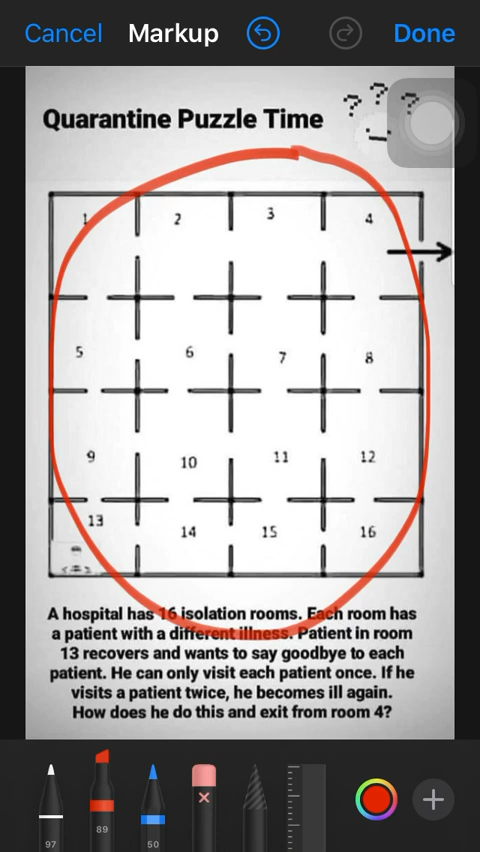 Cancel Markup Done
Quarantine Puzzle Time ? ? ?
1 2 3 4
5 6 7 8
9 10 11 12
13 14 15 16
A hospital has 16 isolation rooms. Each room has
a patient with a different illness. Patient in room
13 recovers and wants to say goodbye to each
patient. He can only visit each patient once. If he
visits a patient twice, he becomes ill again.
How does he do this and exit from room 4?
97 89 50